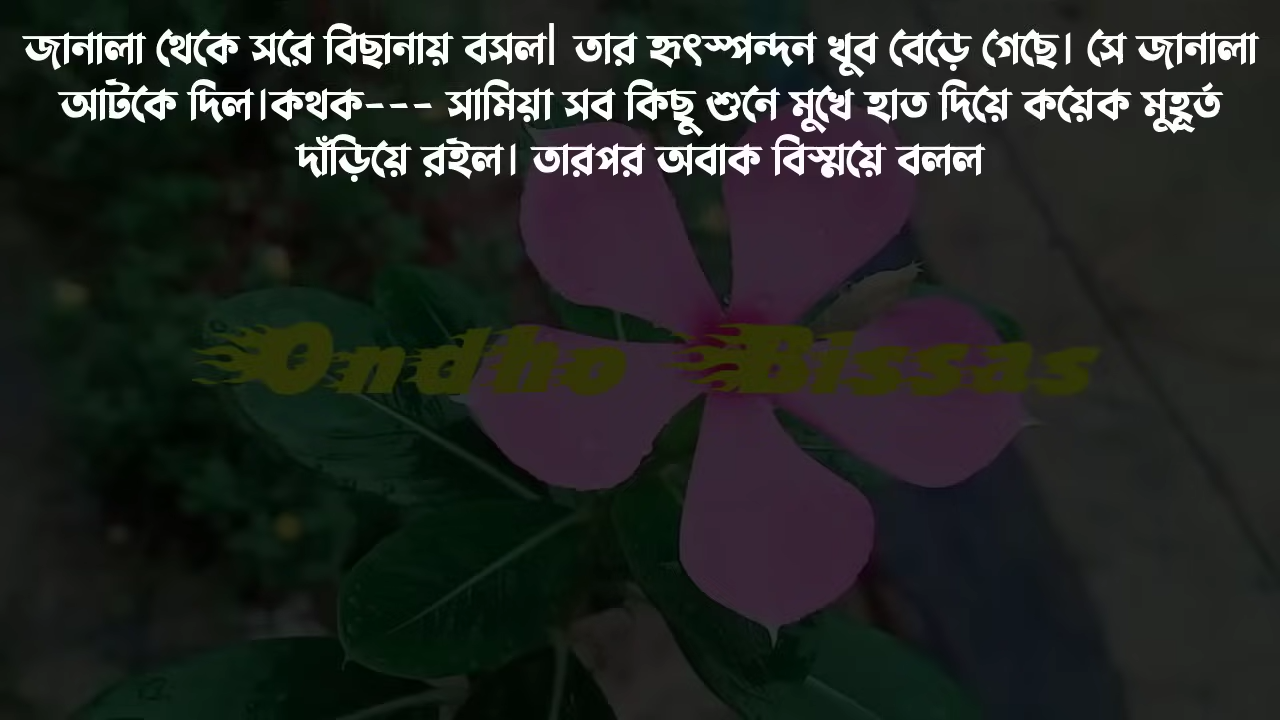 জানালা থেকে সরে বিছানায় বসল| তার হৃৎস্পন্দন খুব বেড়ে গেছে। সে জানালা
আটকে দিল।কথক--- সামিয়া সব কিছু শুনে মুখে হাত দিয়ে কয়েক মুহূর্ত
দাঁড়িয়ে রইল। তারপর অবাক বিস্ময়ে বলল
Ondho Bissas